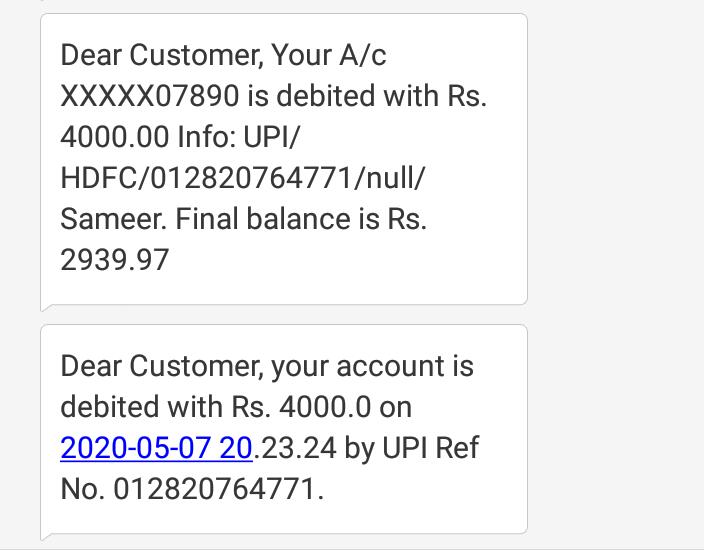 Dear Customer, Your A/c
XXXXX07890 is debited with Rs.
4000.00 Info: UPI/
HDFC/012820764771/null/
Sameer. Final balance is Rs.
2939.97
Dear Customer, your account is
debited with Rs. 4000.0 on
2020-05-07 20.23.24 by UPI Ref
No. 012820764771.